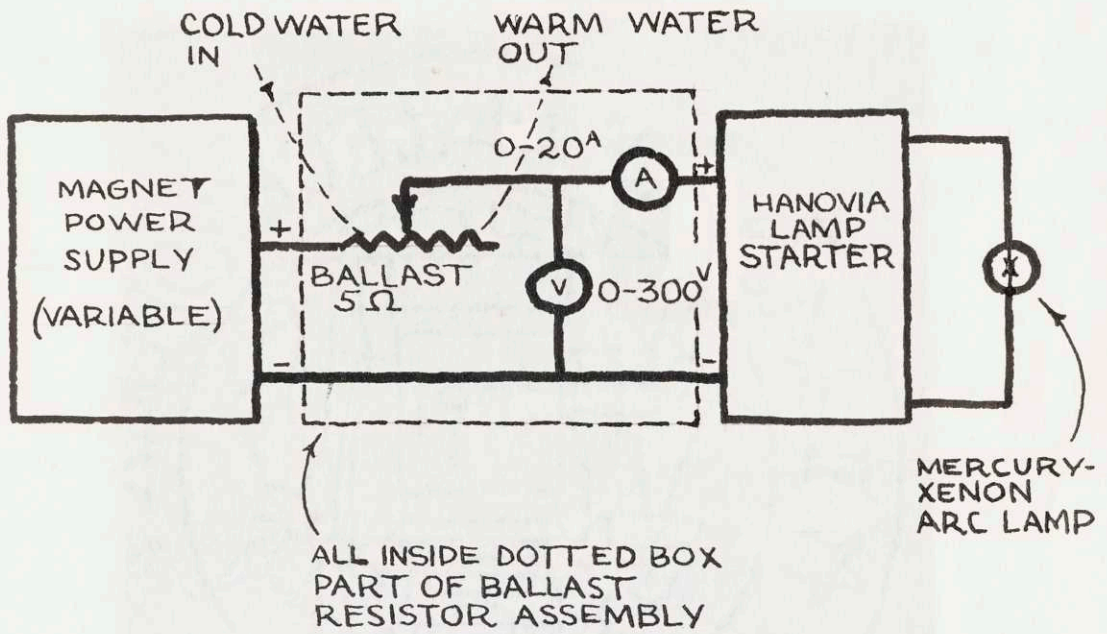 COLD WATER
IN
WARM WATER
OUT
0-20A
MAGNET
POWER
SUPPLY
(VARIABLE)
+
-
BALLAST
5Ω
A
V
0-300V
+
-
HANOVIA
LAMP
STARTER
X
MERCURY-
XENON
ARC LAMP
ALL INSIDE DOTTED BOX
PART OF BALLAST
RESISTOR ASSEMBLY